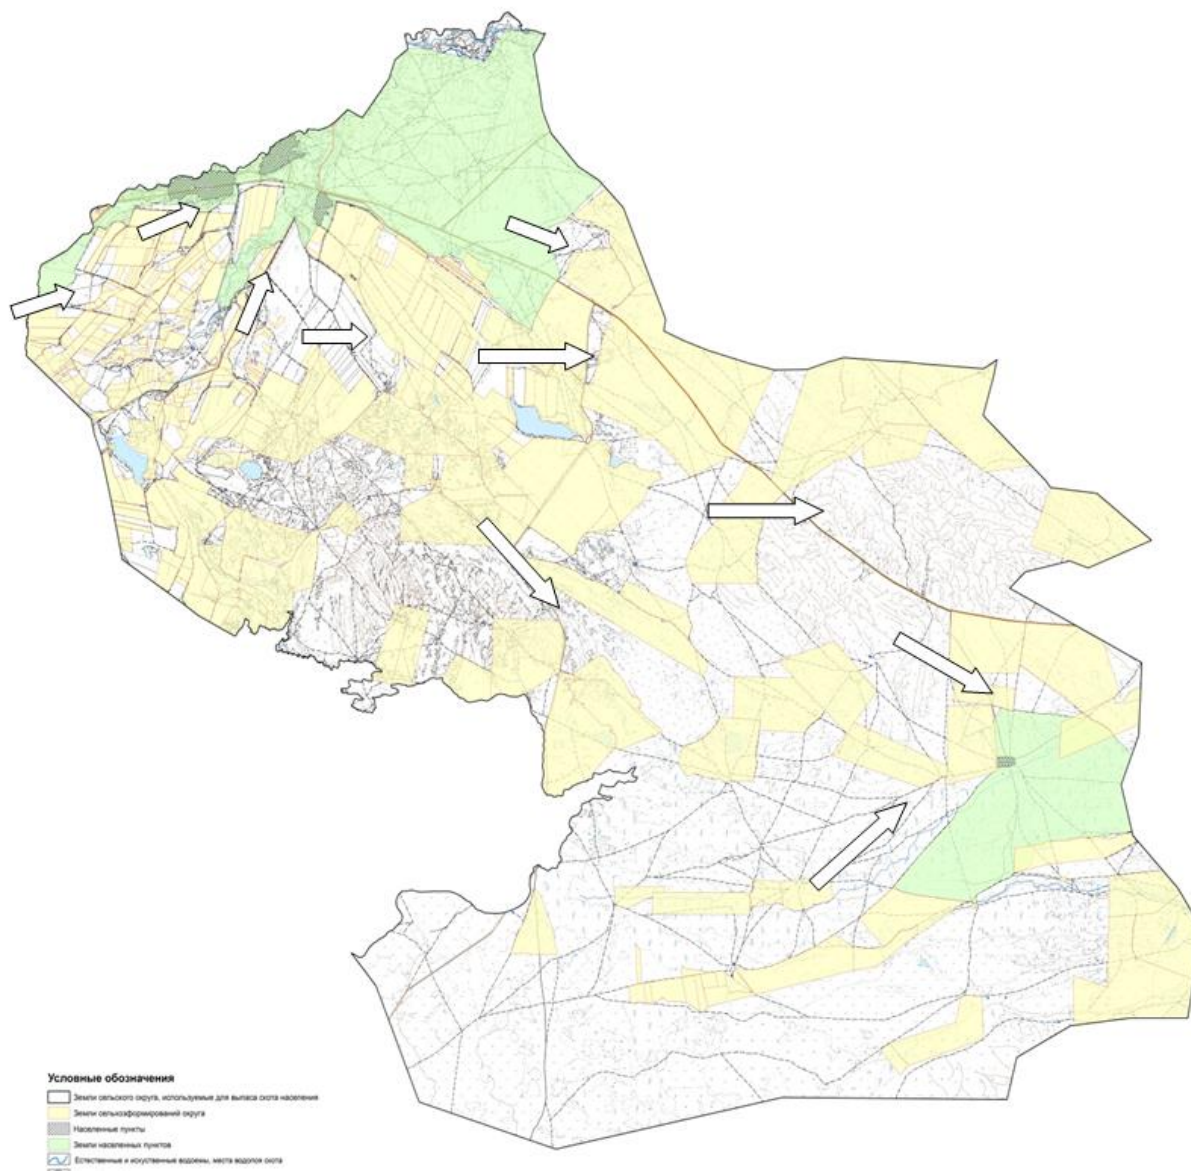 Условные обозначения
Земли сельского округа, используемые для выпаса скота населения
Земли сельхозформирований округа
Населенные пункты
Земли населенных пунктов
Естественные и искуственные водоемы, места водопоя скота